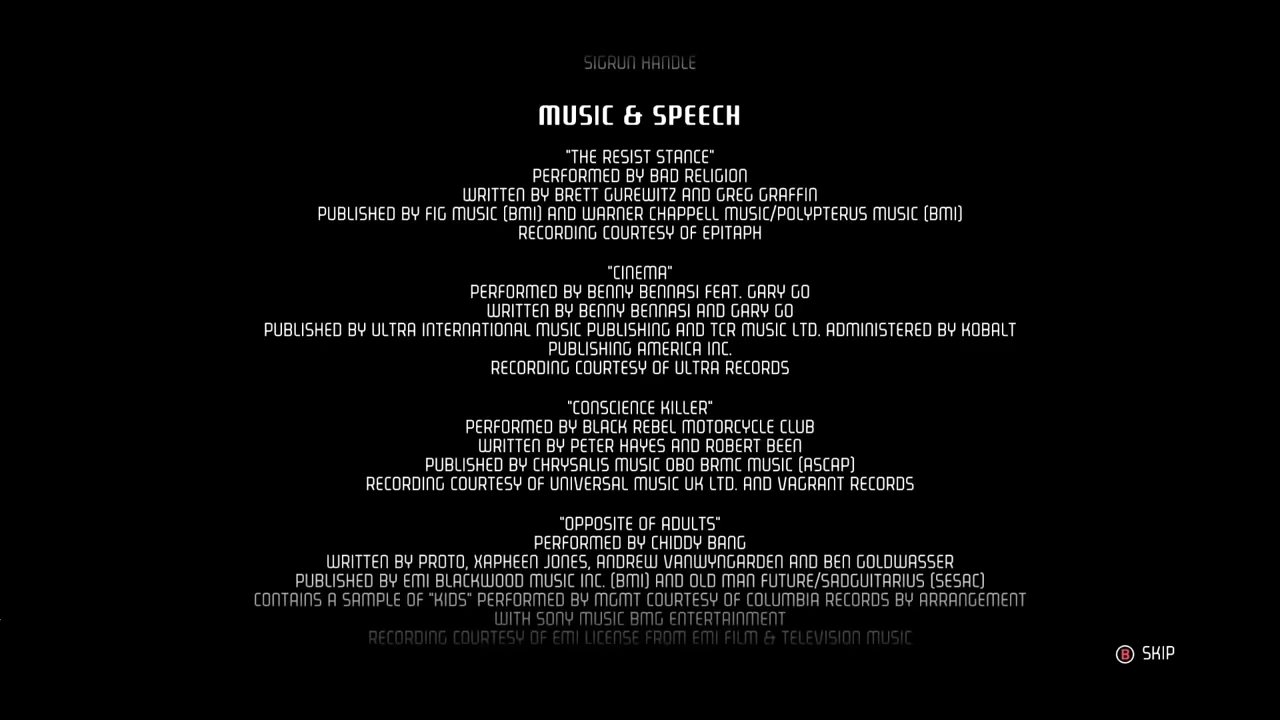 SIGRUN HANDLE
MUSIC & SPEECH
"THE RESIST STANCE"
PERFORMED BY BAD RELIGION
WRITTEN BY BRETT GUREWITZ AND GREG GRAFFIN
PUBLISHED BY FIG MUSIC (BMI) AND WARNER CHAPPELL MUSIC/POLYPTERUS MUSIC (BMI)
RECORDING COURTESY OF EPITAPH
"CINEMA"
PERFORMED BY BENNY BENNASI FEAT. GARY GO
WRITTEN BY BENNY BENNASI AND GARY GO
PUBLISHED BY ULTRA INTERNATIONAL MUSIC PUBLISHING AND TCR MUSIC LTD. ADMINISTERED BY KOBALT
PUBLISHING AMERICA INC.
RECORDING COURTESY OF ULTRA RECORDS
"CONSCIENCE KILLER"
PERFORMED BY BLACK REBEL MOTORCYCLE CLUB
WRITTEN BY PETER HAYES AND ROBERT BEEN
PUBLISHED BY CHRYSALIS MUSIC OBO BRMC MUSIC (ASCAP)
RECORDING COURTESY OF UNIVERSAL MUSIC UK LTD. AND VAGRANT RECORDS
"OPPOSITE OF ADULTS"
PERFORMED BY CHIDDY BANG
WRITTEN BY PROTO, XAPHEEN JONES, ANDREW VANWYNGARDEN AND BEN GOLDWASSER
PUBLISHED BY EMI BLACKWOOD MUSIC INC. (BMI) AND OLD MAN FUTURE/SADGUITARIUS (SESAC)
CONTAINS A SAMPLE OF "KIDS" PERFORMED BY MGMT COURTESY OF COLUMBIA RECORDS BY ARRANGEMENT
WITH SONY MUSIC BMG ENTERTAINMENT
RECORDING COURTESY OF EMI LICENSE FROM EMI FILM & TELEVISION MUSIC
B SKIP